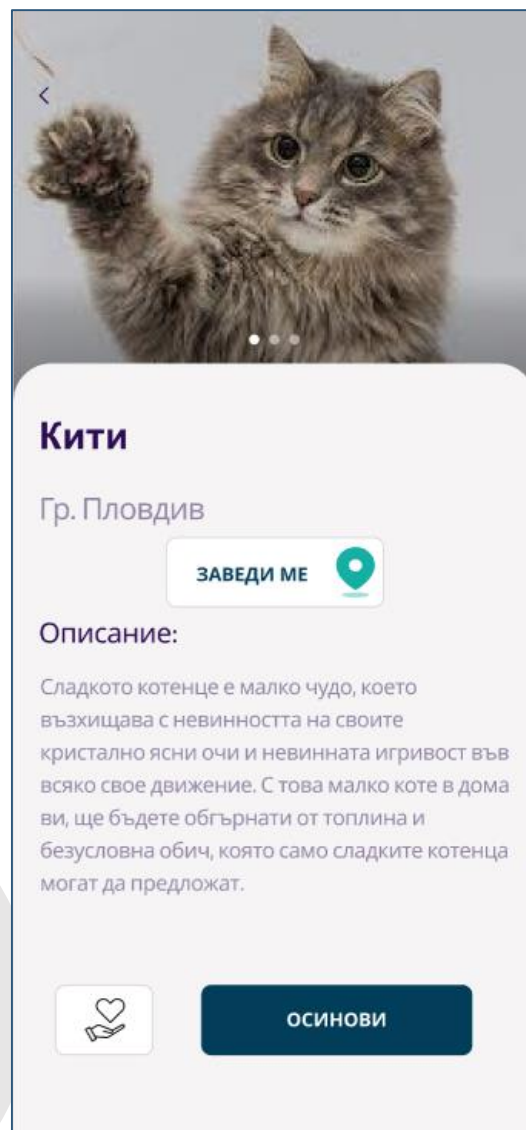 Кити
Гр. Пловдив
ЗАВЕДИ МЕ
Описание:
Сладкото котенце е малко чудо, което
възхищава с невинността на своите
кристално ясни очи и невинната игривост във
всяко свое движение. С това малко коте в дома
ви, ще бъдете обгърнати от топлина и
безусловна обич, която само сладките котенца
могат да предложат.
ОСИНОВИ